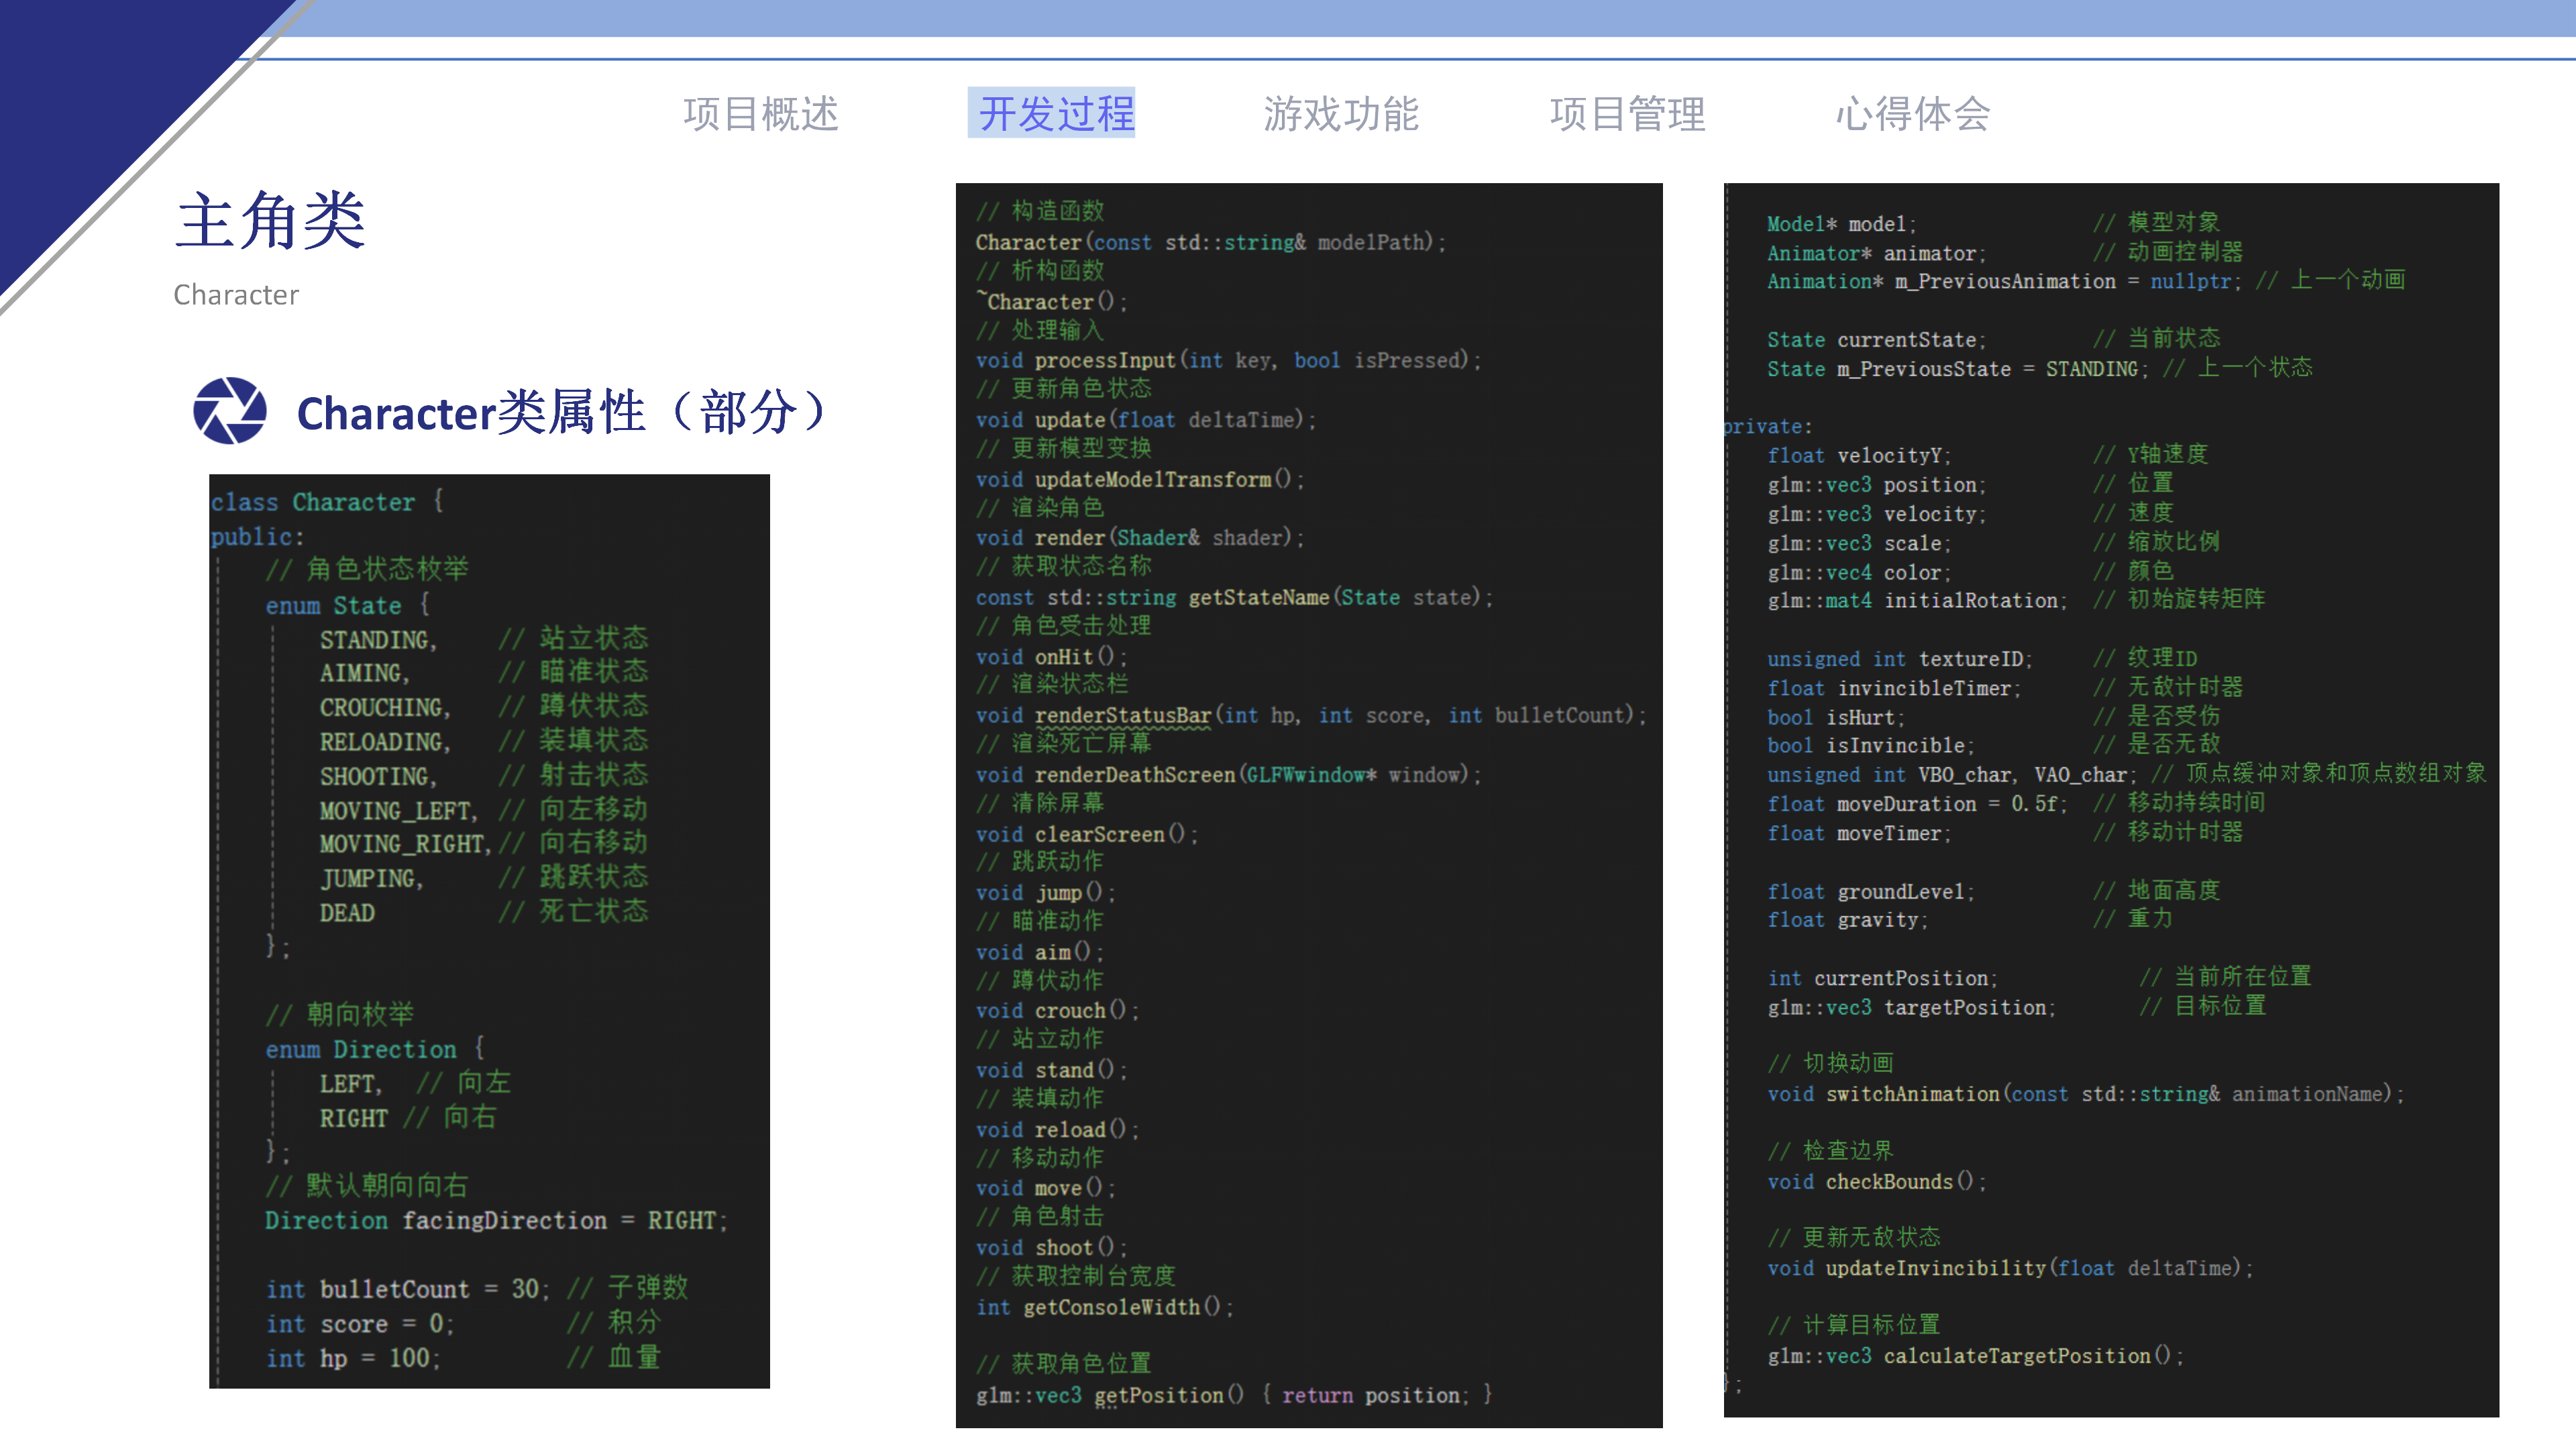 项目概述
开发过程
游戏功能
项目管理
心得体会
主角类
Character
Character类属性（部分）
class Character {
public:
// 角色状态枚举
enum State {
STANDING, // 站立状态
AIMING, // 瞄准状态
CROUCHING, // 蹲伏状态
RELOADING, // 装填状态
SHOOTING, // 射击状态
MOVING_LEFT, // 向左移动
MOVING_RIGHT, // 向右移动
JUMPING, // 跳跃状态
DEAD // 死亡状态
};
// 朝向枚举
enum Direction {
LEFT, // 向左
RIGHT // 向右
};
// 默认朝向向右
Direction facingDirection = RIGHT;
int bulletCount = 30; // 子弹数
int score = 0; // 积分
int hp = 100; // 血量
// 构造函数
Character(const std::string& modelPath);
// 析构函数
~Character();
// 处理输入
void processInput(int key, bool isPressed);
// 更新角色状态
void update(float deltaTime);
// 更新模型变换
void updateModelTransform();
// 渲染角色
void render(Shader& shader);
// 获取状态名称
const std::string getStateName(State state);
// 角色受击处理
void onHit();
// 渲染状态栏
void renderStatusBar(int hp, int score, int bulletCount);
// 渲染死亡屏幕
void renderDeathScreen(GLFWwindow* window);
// 清除屏幕
void clearScreen();
// 跳跃动作
void jump();
// 瞄准动作
void aim();
// 蹲伏动作
void crouch();
// 站立动作
void stand();
// 装填动作
void reload();
// 移动动作
void move();
// 角色射击
void shoot();
// 获取控制台宽度
int getConsoleWidth();
// 获取角色位置
glm::vec3 getPosition() { return position; }
Model* model; // 模型对象
Animator* animator; // 动画控制器
Animation* m_PreviousAnimation = nullptr; // 上一个动画
State currentState; // 当前状态
State m_PreviousState = STANDING; // 上一个状态
private:
float velocityY; // Y轴速度
glm::vec3 position; // 位置
glm::vec3 velocity; // 速度
glm::vec3 scale; // 缩放比例
glm::vec4 color; // 颜色
glm::mat4 initialRotation; // 初始旋转矩阵
unsigned int textureID; // 纹理ID
float invincibleTimer; // 无敌计时器
bool isHurt; // 是否受伤
bool isInvincible; // 是否无敌
unsigned int VBO_char, VAO_char; // 顶点缓冲对象和顶点数组对象
float moveDuration = 0.5f; // 移动持续时间
float moveTimer; // 移动计时器
float groundLevel; // 地面高度
float gravity; // 重力
int currentPosition; // 当前所在位置
glm::vec3 targetPosition; // 目标位置
// 切换动画
void switchAnimation(const std::string& animationName);
// 检查边界
void checkBounds();
// 更新无敌状态
void updateInvincibility(float deltaTime);
// 计算目标位置
glm::vec3 calculateTargetPosition();
};